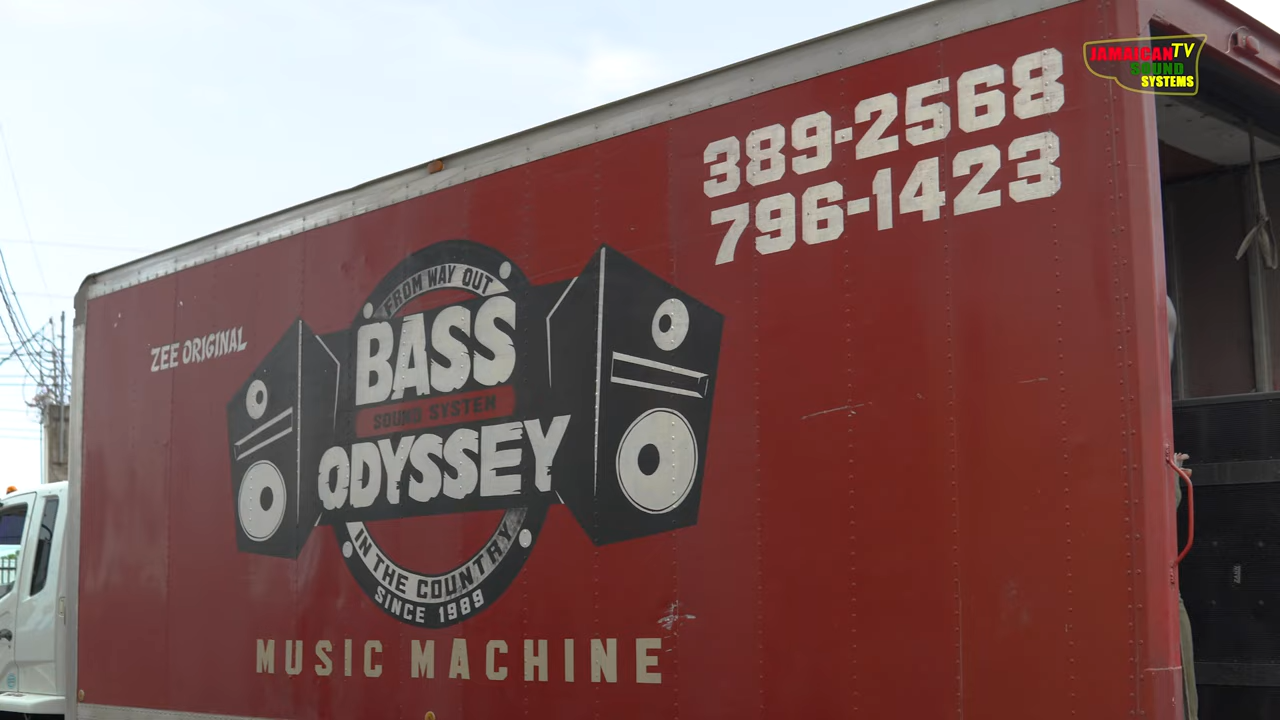 JAMAICAN TV
SOUND
SYSTEMS
389-2568
796-1423
ZEE ORIGINAL
FROM WAY OUT
BASS
SOUND SYSTEM
ODYSSEY
IN THE COUNTRY
SINCE 1989
MUSIC MACHINE